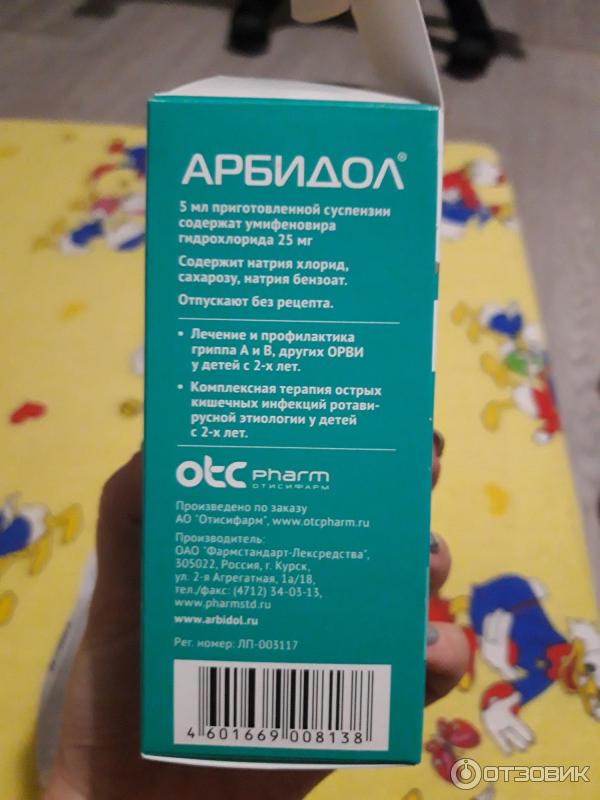 АРБИДОЛ®
5 мл приготовленной суспензии
содержат умифеновира
гидрохлорида 25 мг
Содержит натрия хлорид,
сахарозу, натрия бензоат.
Отпускают без рецепта.
• Лечение и профилактика
гриппа А и В, других ОРВИ
у детей с 2-х лет.
• Комплексная терапия острых
кишечных инфекций ротави-
русной этиологии у детей
с 2-х лет.
отс pharm
ОТИСИФАРМ
Произведено по заказу
АО "Отисифарм", www.otcpharm.ru
Производитель:
ОАО "Фармстандарт-Лексредства",
305022, Россия, г. Курск,
ул. 2-я Агрегатная, 1а/18,
тел./факс: (4712) 34-03-13,
www.pharmstd.ru
www.arbidol.ru
Рег. номер: ЛП-003117
4 601669 008138
ОТЗОВИК